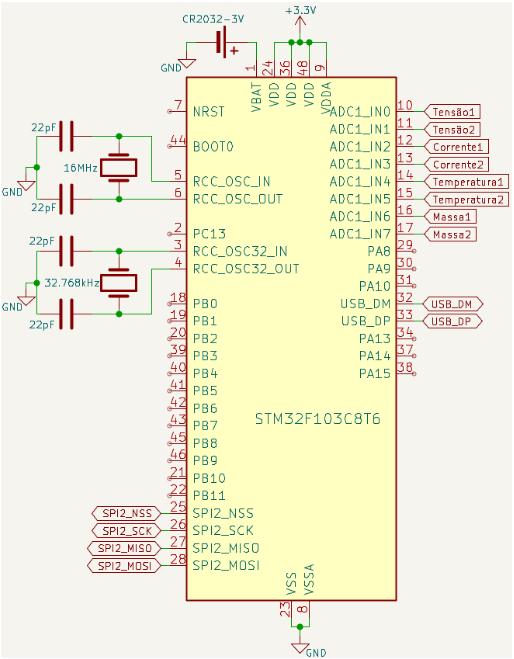 +3.3V
CR2032-3V
+
GND
1
24
36
48
9
VBAT
VDD
VDD
VDD
VDDA
7 NRST
44 BOOT0
5 RCC_OSC_IN
6 RCC_OSC_OUT
2 PC13
3 RCC_OSC32_IN
4 RCC_OSC32_OUT
18 PB0
19 PB1
20 PB2
39 PB3
40 PB4
41 PB5
42 PB6
43 PB7
45 PB8
46 PB9
21 PB10
22 PB11
SPI2_NSS 25 SPI2_NSS
SPI2_SCK 26 SPI2_SCK
SPI2_MISO 27 SPI2_MISO
SPI2_MOSI 28 SPI2_MOSI
22pF
16MHz
GND
22pF
22pF
32.768kHz
GND
22pF
ADC1_IN0 10 Tensão1
ADC1_IN1 11 Tensão2
ADC1_IN2 12 Corrente1
ADC1_IN3 13 Corrente2
ADC1_IN4 14 Temperatura1
ADC1_IN5 15 Temperatura2
ADC1_IN6 16 Massa1
ADC1_IN7 17 Massa2
PA8 29
PA9 30
PA10 31
USB_DM 32 USB_DM
USB_DP 33 USB_DP
PA13 34
PA14 37
PA15 38
STM32F103C8T6
VSS
VSSA
23
8
GND